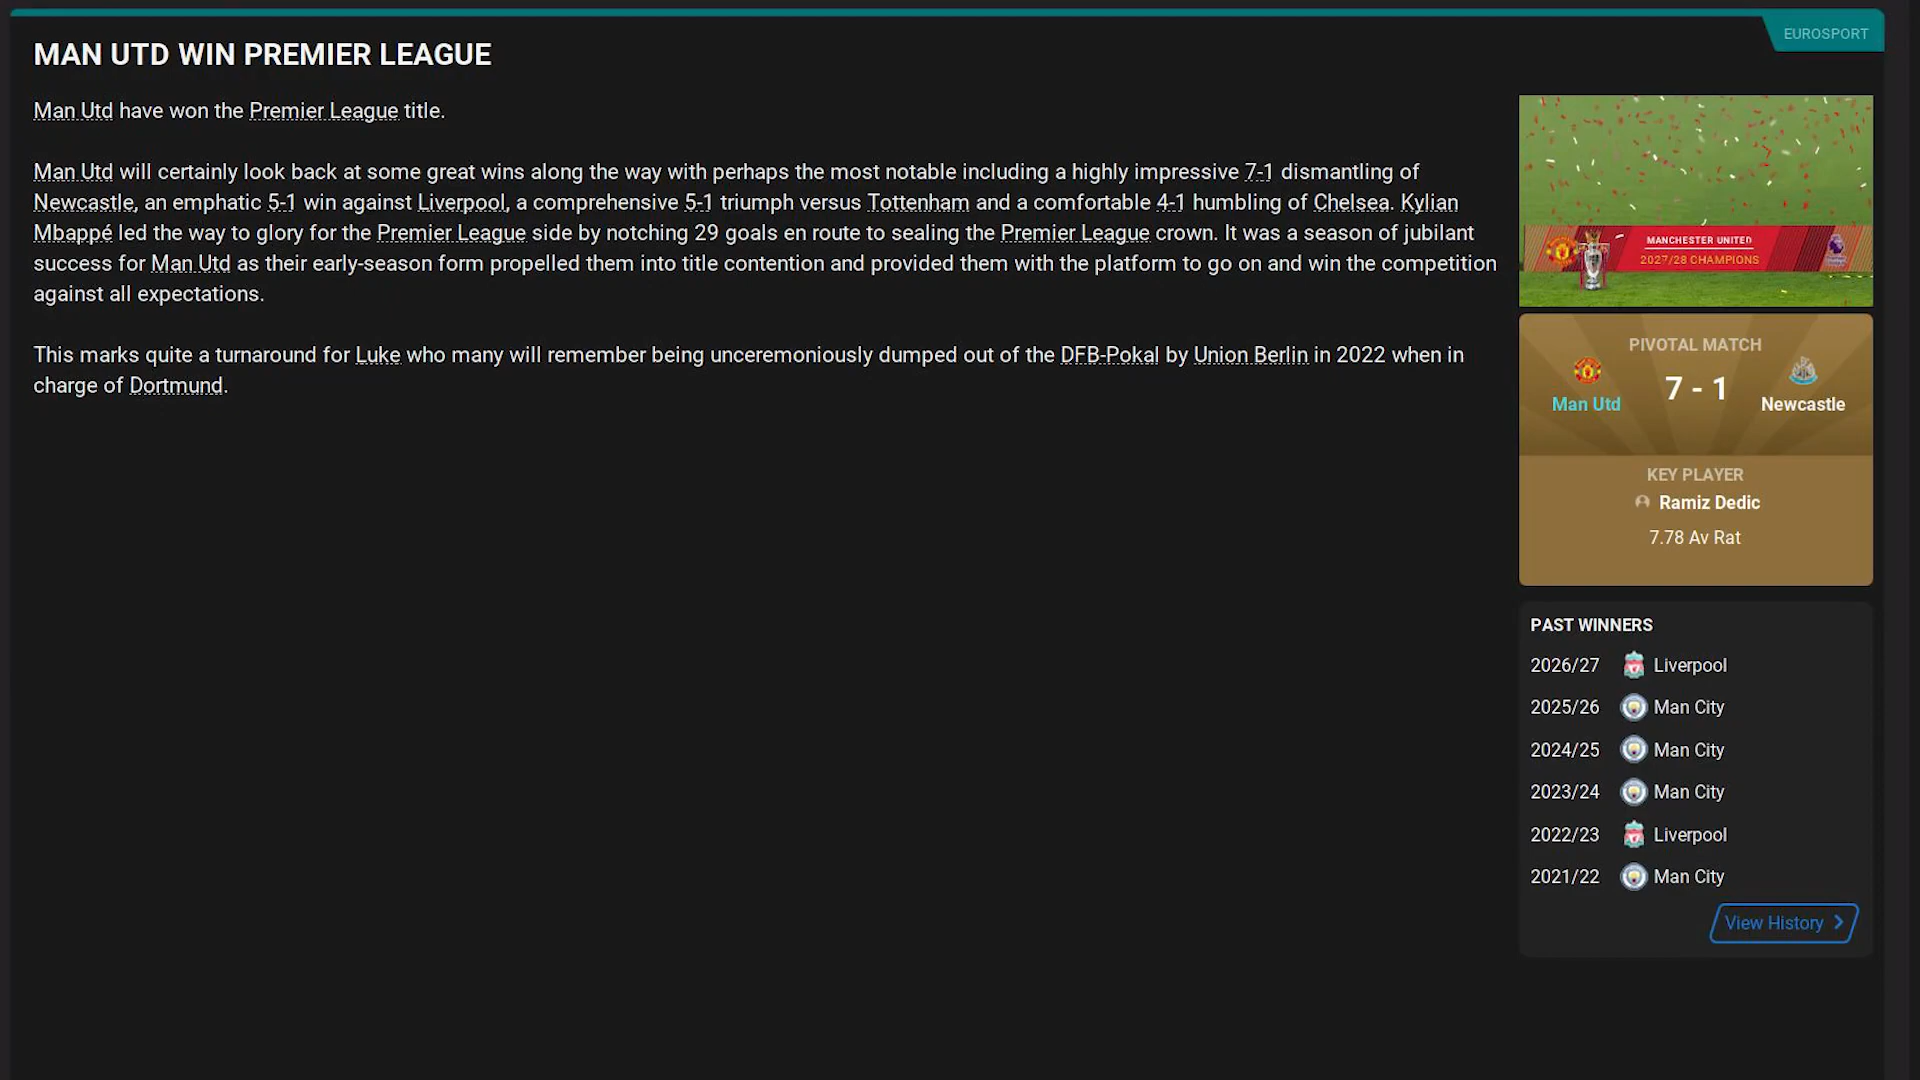 EUROSPORT
MAN UTD WIN PREMIER LEAGUE
Man Utd have won the Premier League title.
Man Utd will certainly look back at some great wins along the way with perhaps the most notable including a highly impressive 7-1 dismantling of
Newcastle, an emphatic 5-1 win against Liverpool, a comprehensive 5-1 triumph versus Tottenham and a comfortable 4-1 humbling of Chelsea. Kylian
Mbappé led the way to glory for the Premier League side by notching 29 goals en route to sealing the Premier League crown. It was a season of jubilant
success for Man Utd as their early-season form propelled them into title contention and provided them with the platform to go on and win the competition
against all expectations.
This marks quite a turnaround for Luke who many will remember being unceremoniously dumped out of the DFB-Pokal by Union Berlin in 2022 when in
charge of Dortmund.
MANCHESTER UNITED
2027/28 CHAMPIONS
PIVOTAL MATCH
7 - 1
Man Utd
Newcastle
KEY PLAYER
Ramiz Dedic
7.78 Av Rat
PAST WINNERS
2026/27 Liverpool
2025/26 Man City
2024/25 Man City
2023/24 Man City
2022/23 Liverpool
2021/22 Man City
View History